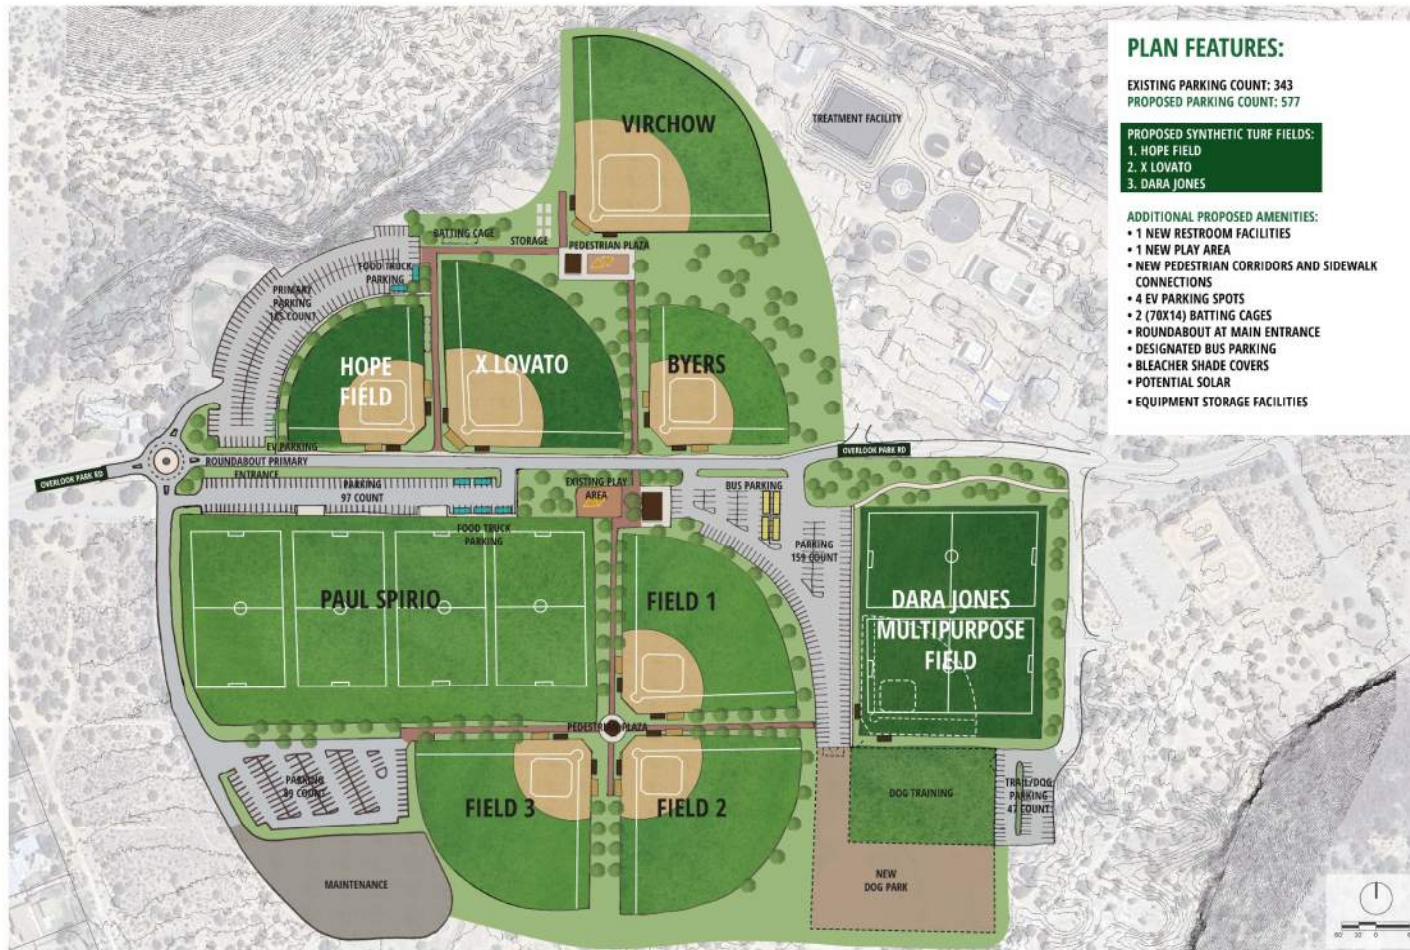 PLAN FEATURES:
EXISTING PARKING COUNT: 343
PROPOSED PARKING COUNT: 577
PROPOSED SYNTHETIC TURF FIELDS:
1. HOPE FIELD
2. X LOVATO
3. DARA JONES
ADDITIONAL PROPOSED AMENITIES:
• 1 NEW RESTROOM FACILITIES
• 1 NEW PLAY AREA
• NEW PEDESTRIAN CORRIDORS AND SIDEWALK
CONNECTIONS
• 4 EV PARKING SPOTS
• 2 (70X14) BATTING CAGES
• ROUNDABOUT AT MAIN ENTRANCE
• DESIGNATED BUS PARKING
• BLEACHER SHADE COVERS
• POTENTIAL SOLAR
• EQUIPMENT STORAGE FACILITIES
VIRCHOW
TREATMENT FACILITY
BATTING CAGE
STORAGE
PEDESTRIAN PLAZA
FOOD TRUCK
PARKING
PRIMARY
PARKING
COUNT
HOPE
FIELD
X LOVATO
BYERS
EV PARKING
ROUNDABOUT PRIMARY
ENTRANCE
OVERLOOK PARK RD
OVERLOOK PARK RD
PARKING
97 COUNT
EXISTING PLAY
AREA
BUS PARKING
FOOD TRUCK
PARKING
PARKING
159 COUNT
PAUL SPIRIO
FIELD 1
DARA JONES
MULTIPURPOSE
FIELD
PEDESTRIAN PLAZA
PARKING
89 COUNT
FIELD 3
FIELD 2
DOG TRAINING
TRAIL/DOG
PARKING
47 COUNT
MAINTENANCE
NEW
DOG PARK